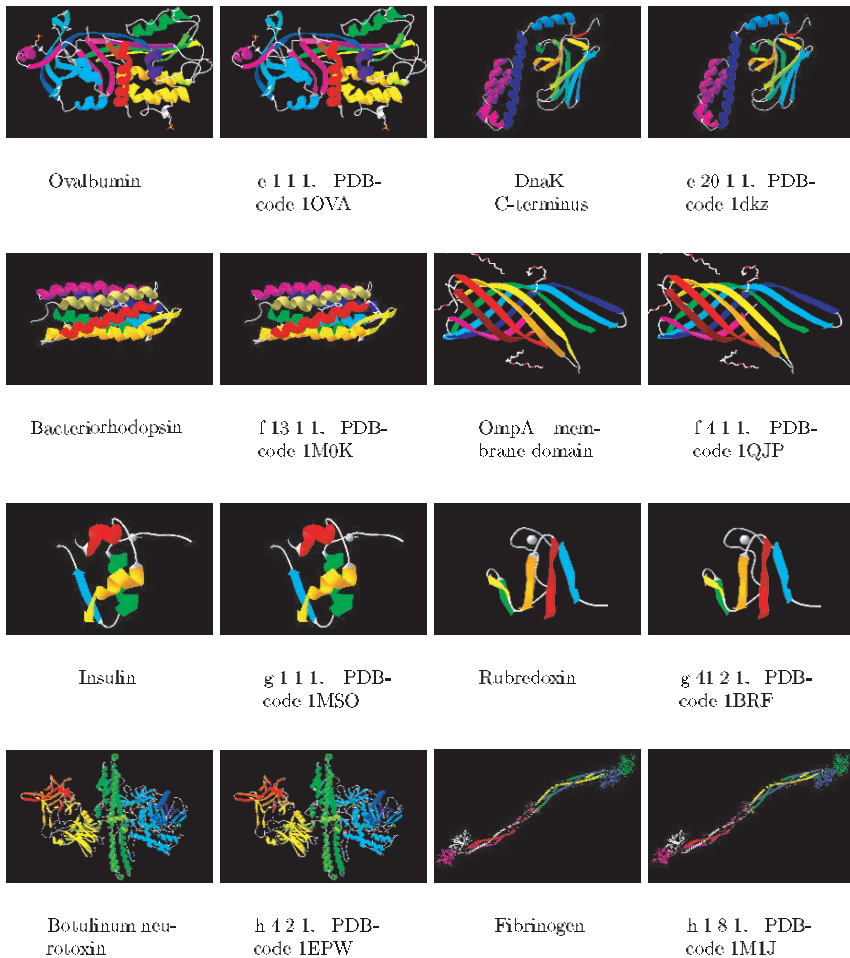 Ovalbumin
e 1 1 1, PDB-
code 1OVA
DnaK
C-terminus
e 20 1 1, PDB-
code 1dkz
Bacteriorhodopsin
f 13 1 1, PDB-
code 1M0K
OmpA mem-
brane domain
f 4 1 1, PDB-
code 1QJP
Insulin
g 1 1 1, PDB-
code 1MSO
Rubredoxin
g 41 2 1, PDB-
code 1BRF
Botulinum neu-
rotoxin
h 4 2 1, PDB-
code 1EPW
Fibrinogen
h 1 8 1, PDB-
code 1M1J